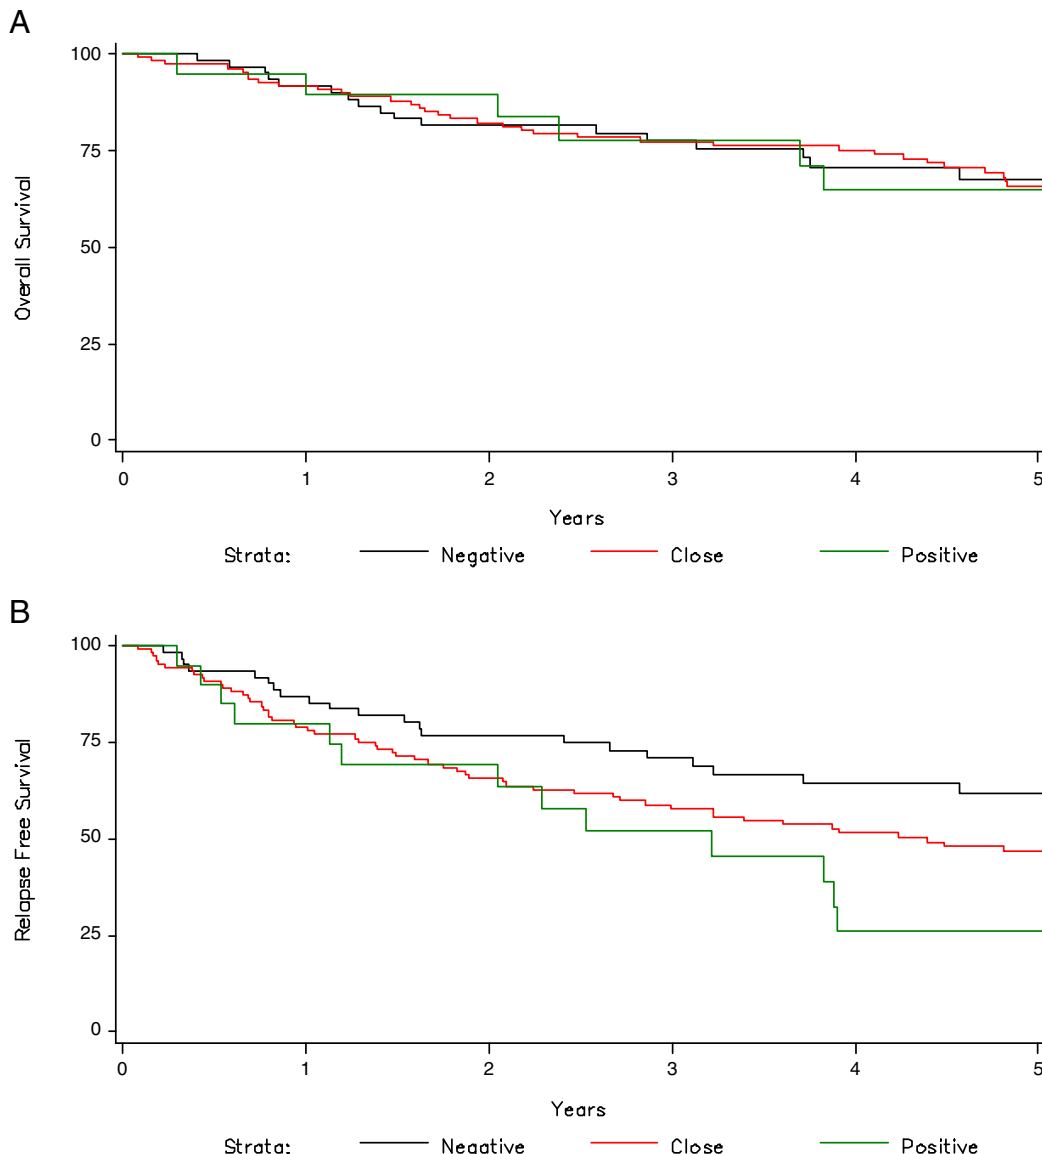 A
100
75
50
25
0
Overall Survival
0 1 2 3 4 5
Years
Strata: Negative Close Positive
B
100
75
50
25
0
Relapse Free Survival
0 1 2 3 4 5
Years
Strata: Negative Close Positive